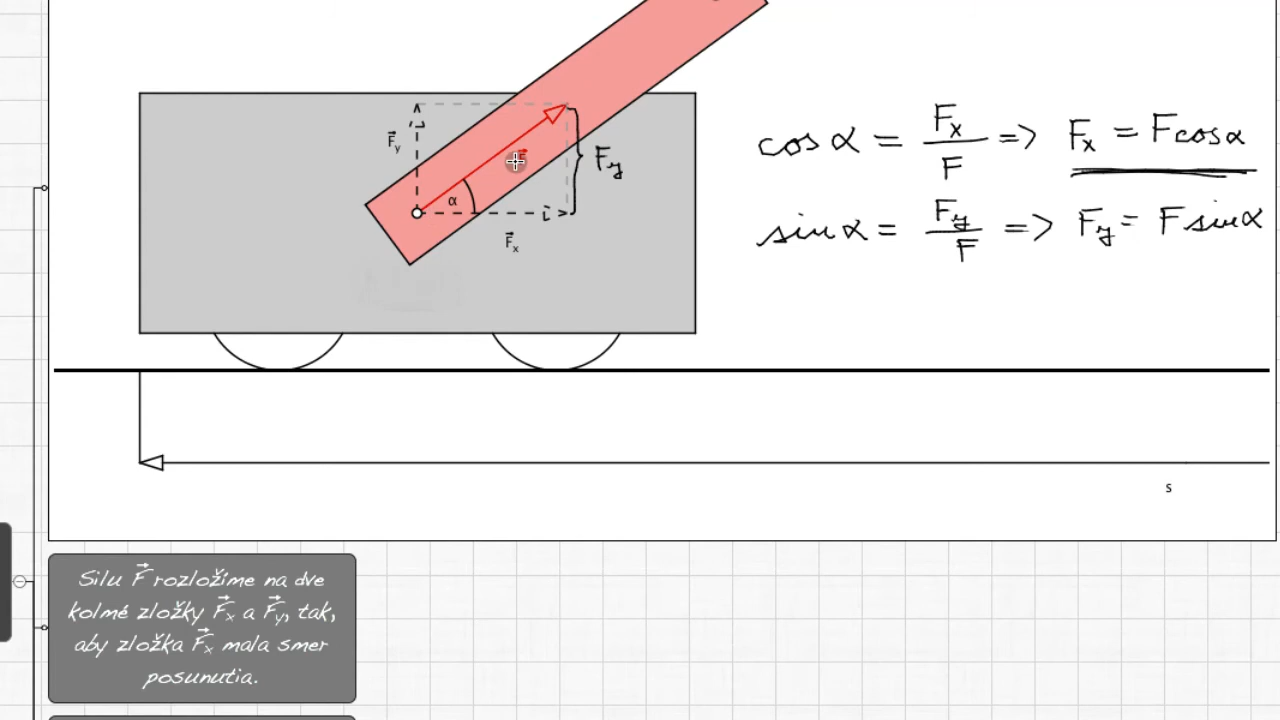 cos α = Fx/F => Fx = F cos α
F⃗y
F⃗
Fy
α
F⃗x
sin α = Fy/F => Fy = F sin α
s
Silu F⃗ rozložíme na dve
kolmé zložky F⃗x a F⃗y, tak,
aby zložka F⃗x mala smer
posunutia.